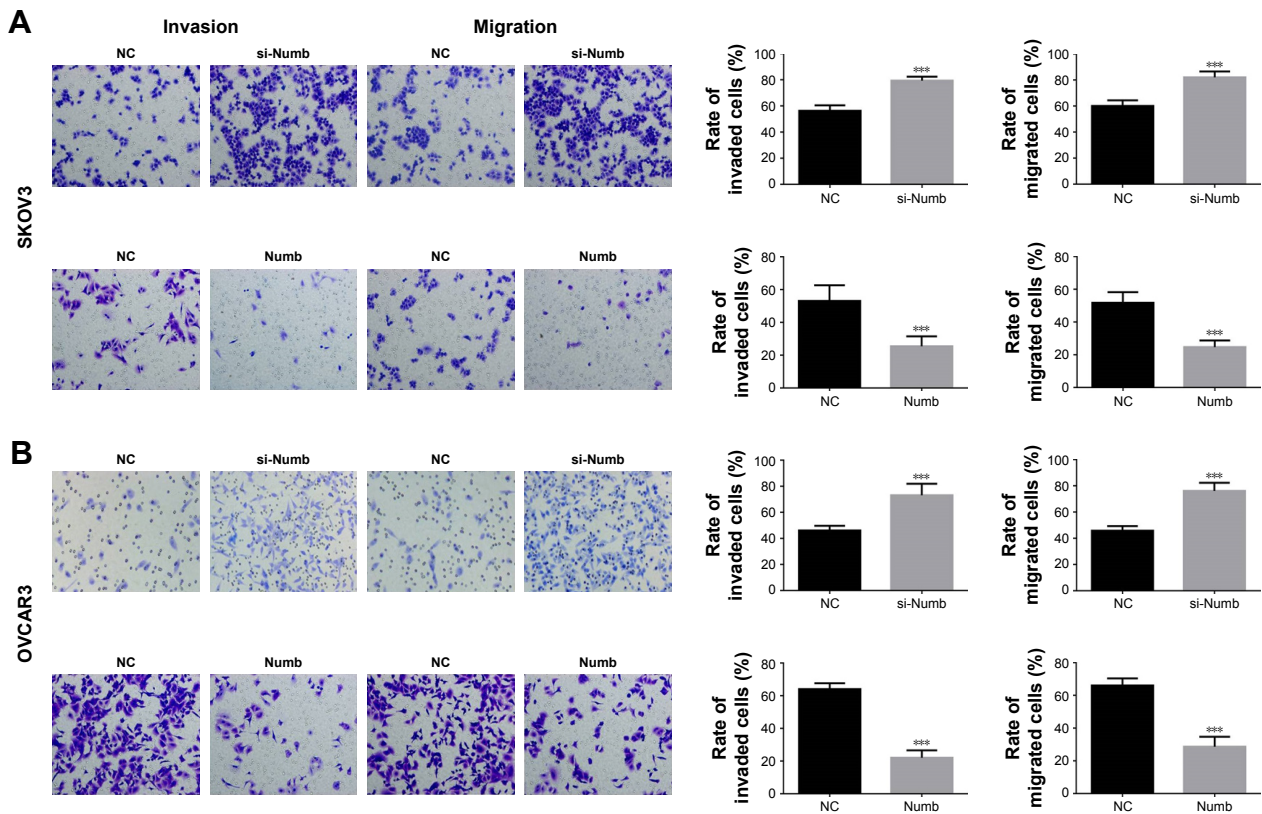 A
Invasion
Migration
NC
si-Numb
NC
si-Numb
SKOV3
NC
Numb
NC
Numb
Rate of
invaded cells (%)
100
80
60
40
20
0
***
NC
si-Numb
Rate of
migrated cells (%)
100
80
60
40
20
0
***
NC
si-Numb
Rate of
invaded cells (%)
80
60
40
20
0
***
NC
Numb
Rate of
migrated cells (%)
80
60
40
20
0
***
NC
Numb
B
NC
si-Numb
NC
si-Numb
OVCAR3
NC
Numb
NC
Numb
Rate of
invaded cells (%)
100
80
60
40
20
0
***
NC
si-Numb
Rate of
migrated cells (%)
100
80
60
40
20
0
***
NC
si-Numb
Rate of
invaded cells (%)
80
60
40
20
0
***
NC
Numb
Rate of
migrated cells (%)
80
60
40
20
0
***
NC
Numb